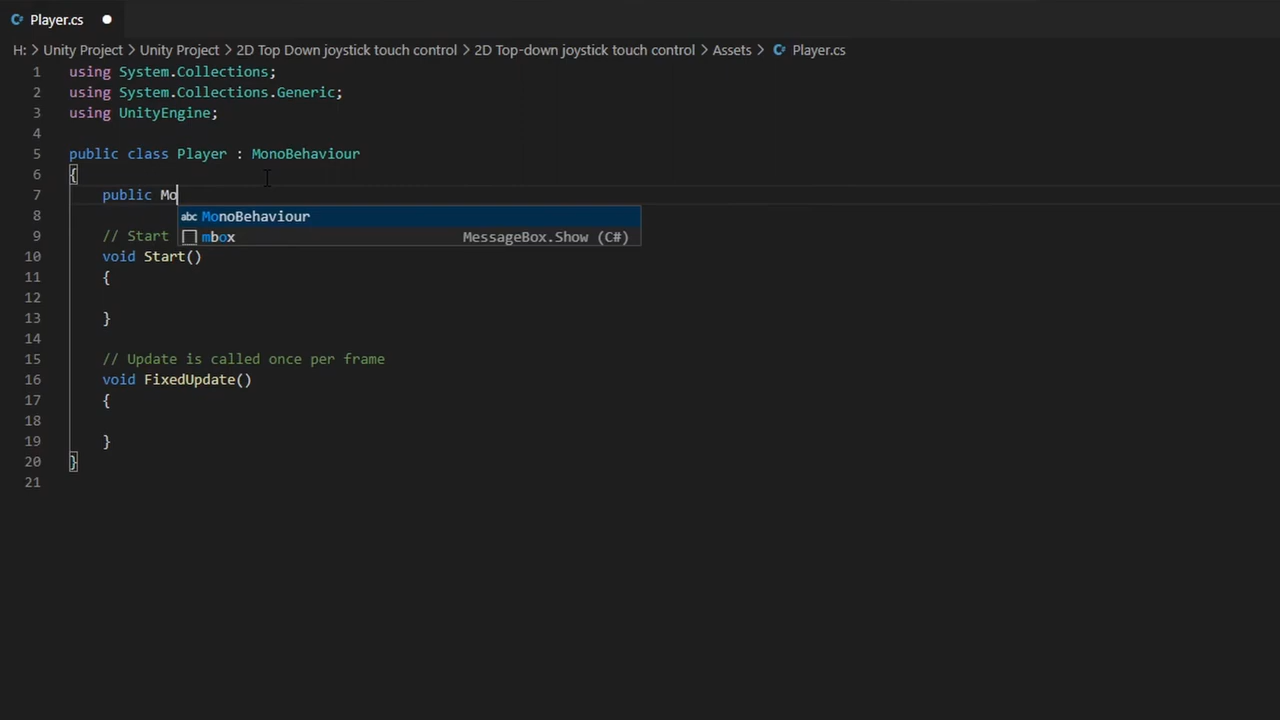 Player.cs
H: > Unity Project > Unity Project > 2D Top Down joystick touch control > 2D Top-down joystick touch control > Assets > Player.cs
1 using System.Collections;
2 using System.Collections.Generic;
3 using UnityEngine;
4
5 public class Player : MonoBehaviour
6 {
7 public Mo
8 abc MonoBehaviour
9 // Start mbox MessageBox.Show (C#)
10 void Start()
11 {
12
13 }
14
15 // Update is called once per frame
16 void FixedUpdate()
17 {
18
19 }
20 }
21